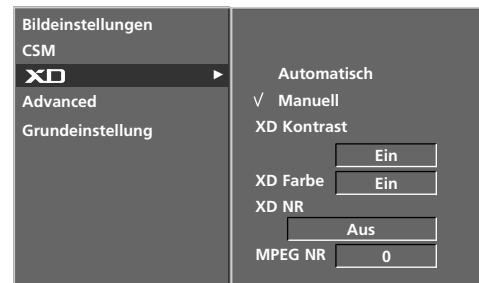 Bildeinstellungen
CSM
XD
Advanced
Grundeinstellung
Automatisch
√ Manuell
XD Kontrast
Ein
XD Farbe Ein
XD NR
Aus
MPEG NR 0